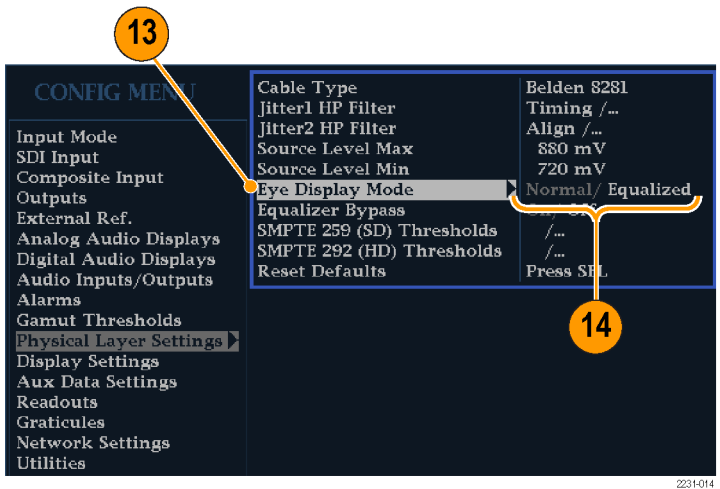 13
CONFIG MENU
Input Mode
SDI Input
Composite Input
Outputs
External Ref.
Analog Audio Displays
Digital Audio Displays
Audio Inputs/Outputs
Alarms
Gamut Thresholds
Physical Layer Settings
Display Settings
Aux Data Settings
Readouts
Graticules
Network Settings
Utilities
Cable Type Belden 8281
Jitter1 HP Filter Timing /...
Jitter2 HP Filter Align /...
Source Level Max 880 mV
Source Level Min 720 mV
Eye Display Mode Normal/ Equalized
Equalizer Bypass On/ Off
SMPTE 259 (SD) Thresholds /...
SMPTE 292 (HD) Thresholds /...
Reset Defaults Press SEL
14
2231-014